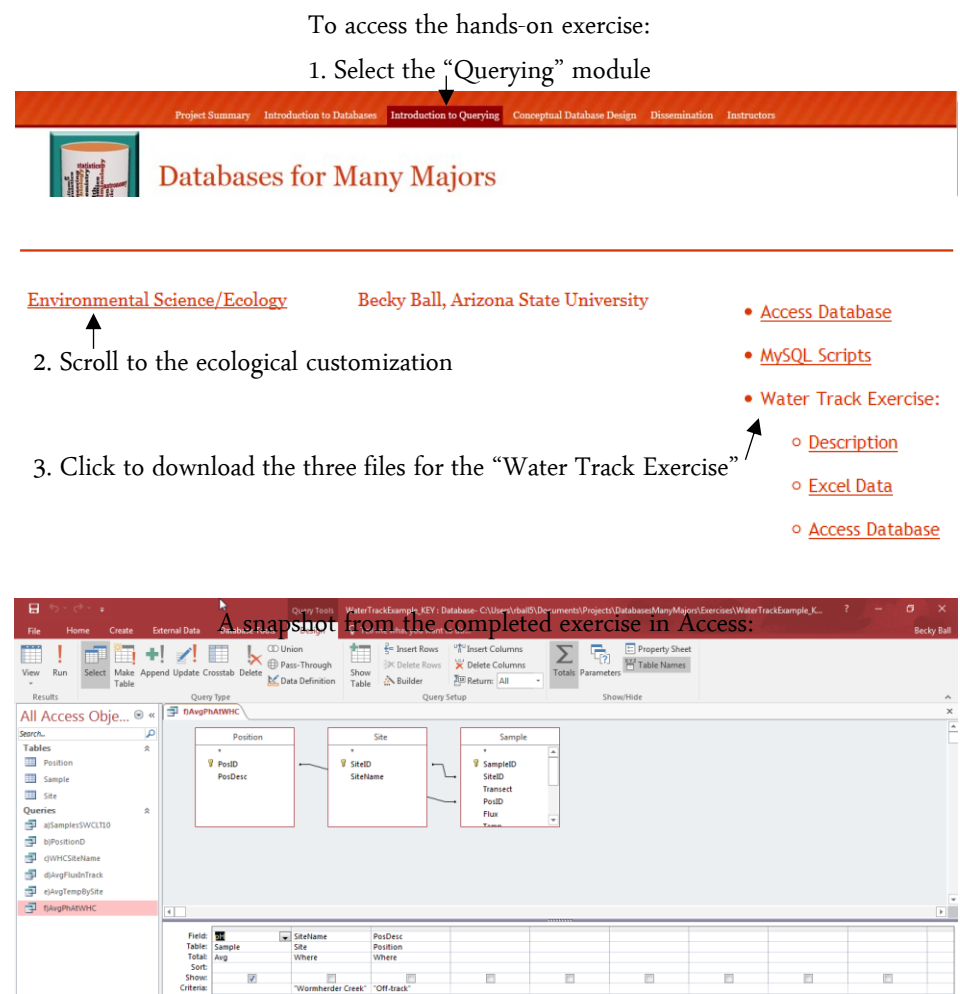 To access the hands-on exercise:
1. Select the “Querying” module
Project Summary Introduction to Databases Introduction to Querying Conceptual Database Design Dissemination Instructors
statistics
astronomy
Databases for Many Majors
Environmental Science/Ecology Becky Ball, Arizona State University
2. Scroll to the ecological customization
3. Click to download the three files for the “Water Track Exercise”
• Access Database
• MySQL Scripts
• Water Track Exercise:
Description
Excel Data
Access Database
A snapshot from the completed exercise in Access:
Query Tools WaterTrackExample_KEY : Database- C:\Users\rball5\Documents\Projects\DatabasesManyMajors\Exercises\WaterTrackExample_K... ? 
File Home Create External Data Database Tools Design Becky Ball
View Run Select Make Table Append Update Crosstab Delete
Union
Pass-Through
Data Definition
Show Table
Insert Rows
Delete Rows
Builder
Insert Columns
Delete Columns
Return: All
Totals Parameters
Property Sheet
Table Names
Results Query Type Query Setup Show/Hide
All Access Obje...
Search...
Tables
Position
Sample
Site
Queries
a)SamplesSWCLT10
b)PositionD
c)WHCSiteName
d)AvgFluxInTrack
e)AvgTempBySite
f)AvgPhAtWHC
f)AvgPhAtWHC
Position
*
PosID
PosDesc
Site
*
SiteID
SiteName
Sample
*
SampleID
SiteID
Transect
PosID
Flux
Temp
Field: pH SiteName PosDesc
Table: Sample Site Position
Total: Avg Where Where
Sort:
Show:
Criteria: "Wormherder Creek" "Off-track"